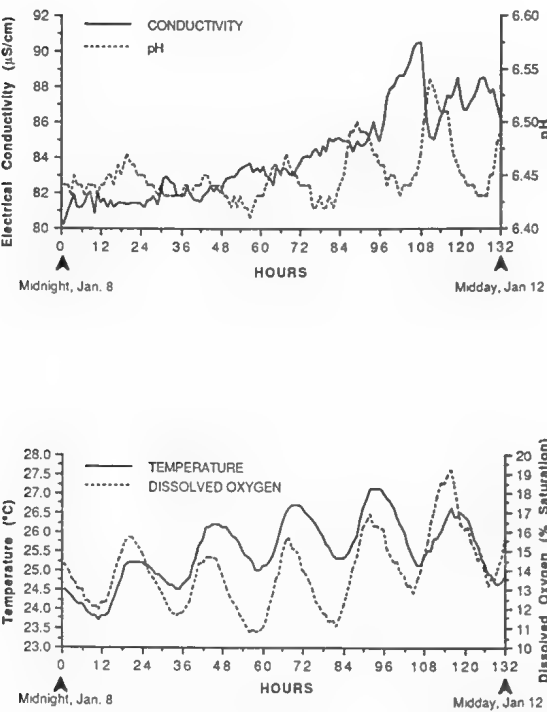 92
90
88
86
84
82
80
Electrical Conductivity (µS/cm)
CONDUCTIVITY
pH
6.60
6.55
6.50
6.45
6.40
pH
0 12 24 36 48 60 72 84 96 108 120 132
HOURS
Midnight, Jan. 8
Midday, Jan 12
28.0
27.5
27.0
26.5
26.0
25.5
25.0
24.5
24.0
23.5
23.0
Temperature (°C)
TEMPERATURE
DISSOLVED OXYGEN
20
19
18
17
16
15
14
13
12
11
10
Dissolved Oxygen (% Saturation)
0 12 24 36 48 60 72 84 96 108 120 132
HOURS
Midnight, Jan. 8
Midday, Jan 12